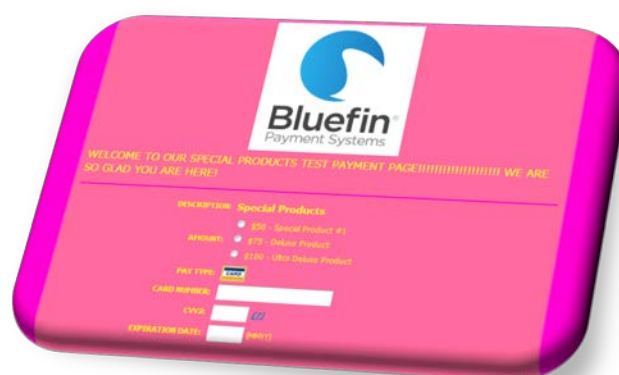 Bluefin®
Payment Systems
WELCOME TO OUR SPECIAL PRODUCTS TEST PAYMENT PAGE!!!!!!!!!!!!!!!!!!!! WE ARE
SO GLAD YOU ARE HERE!
DESCRIPTION: Special Products
$50 - Special Product #1
AMOUNT: $75 - Deluxe Product
$100 - Ultra Deluxe Product
PAY TYPE: CARD
CARD NUMBER:
CVV2: (?)
EXPIRATION DATE: